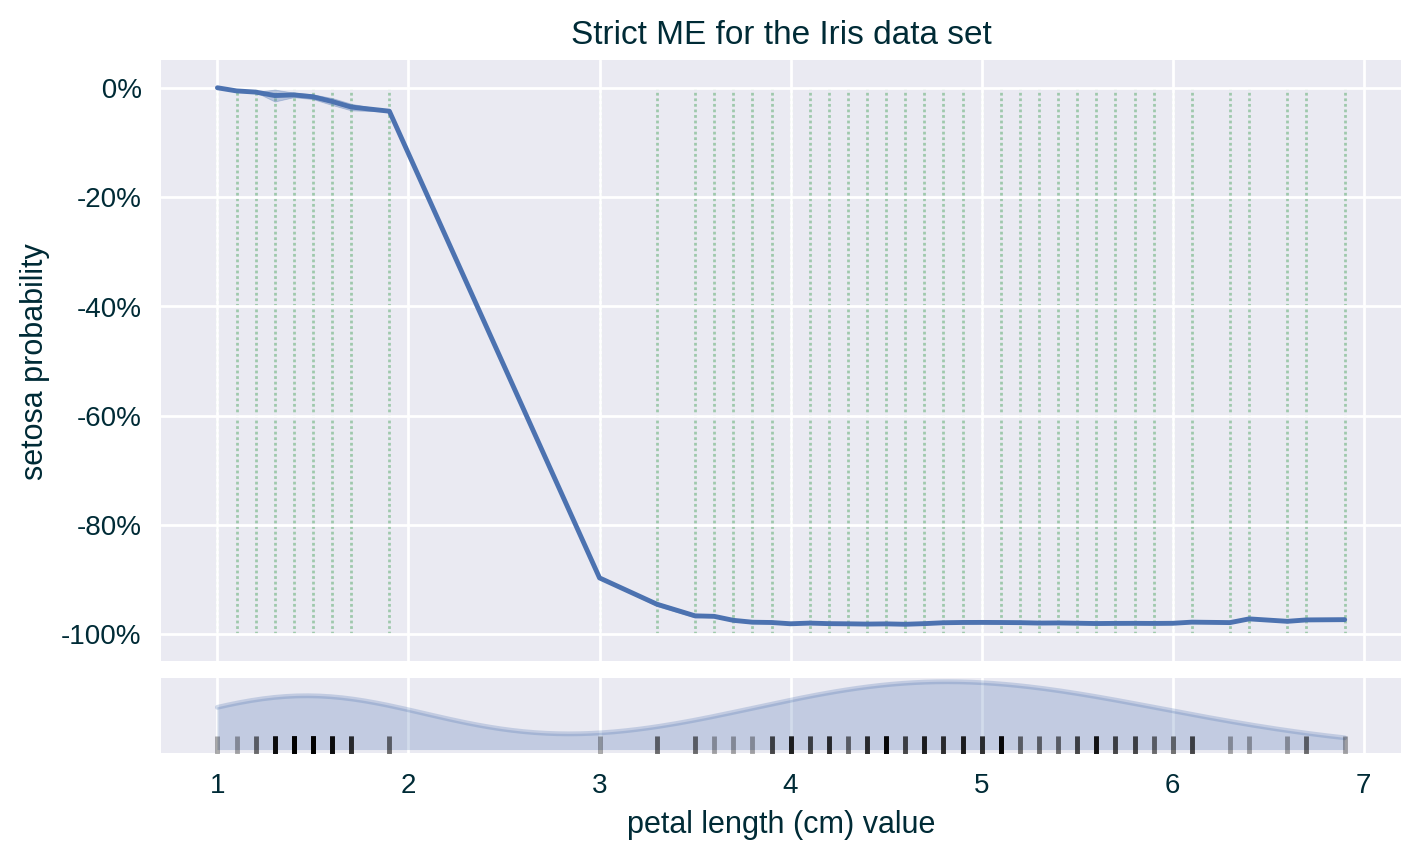 Strict ME for the Iris data set
0%
-20%
-40%
-60%
-80%
-100%
setosa probability
1 2 3 4 5 6 7
petal length (cm) value